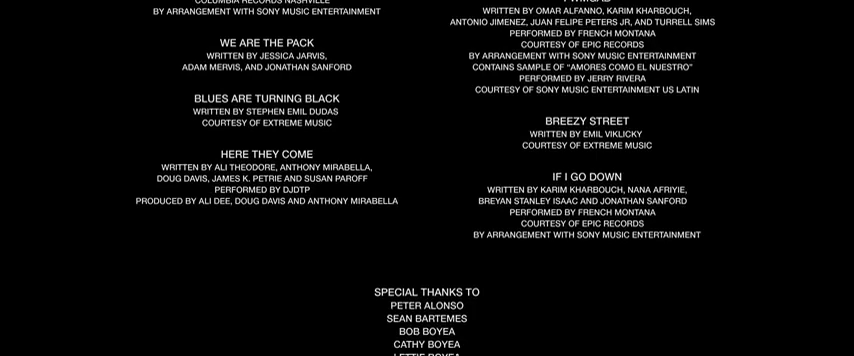 COLUMBIA RECORDS NASHVILLE
BY ARRANGEMENT WITH SONY MUSIC ENTERTAINMENT
WE ARE THE PACK
WRITTEN BY JESSICA JARVIS,
ADAM MERVIS, AND JONATHAN SANFORD
BLUES ARE TURNING BLACK
WRITTEN BY STEPHEN EMIL DUDAS
COURTESY OF EXTREME MUSIC
HERE THEY COME
WRITTEN BY ALI THEODORE, ANTHONY MIRABELLA,
DOUG DAVIS, JAMES K. PETRIE AND SUSAN PAROFF
PERFORMED BY DJDTP
PRODUCED BY ALI DEE, DOUG DAVIS AND ANTHONY MIRABELLA
WRITTEN BY OMAR ALFANNO, KARIM KHARBOUCH,
ANTONIO JIMENEZ, JUAN FELIPE PETERS JR, AND TURRELL SIMS
PERFORMED BY FRENCH MONTANA
COURTESY OF EPIC RECORDS
BY ARRANGEMENT WITH SONY MUSIC ENTERTAINMENT
CONTAINS SAMPLE OF “AMORES COMO EL NUESTRO”
PERFORMED BY JERRY RIVERA
COURTESY OF SONY MUSIC ENTERTAINMENT US LATIN
BREEZY STREET
WRITTEN BY EMIL VIKLICKY
COURTESY OF EXTREME MUSIC
IF I GO DOWN
WRITTEN BY KARIM KHARBOUCH, NANA AFRIYIE,
BREYAN STANLEY ISAAC AND JONATHAN SANFORD
PERFORMED BY FRENCH MONTANA
COURTESY OF EPIC RECORDS
BY ARRANGEMENT WITH SONY MUSIC ENTERTAINMENT
SPECIAL THANKS TO
PETER ALONSO
SEAN BARTEMES
BOB BOYEA
CATHY BOYEA
LETTIE BOYEA